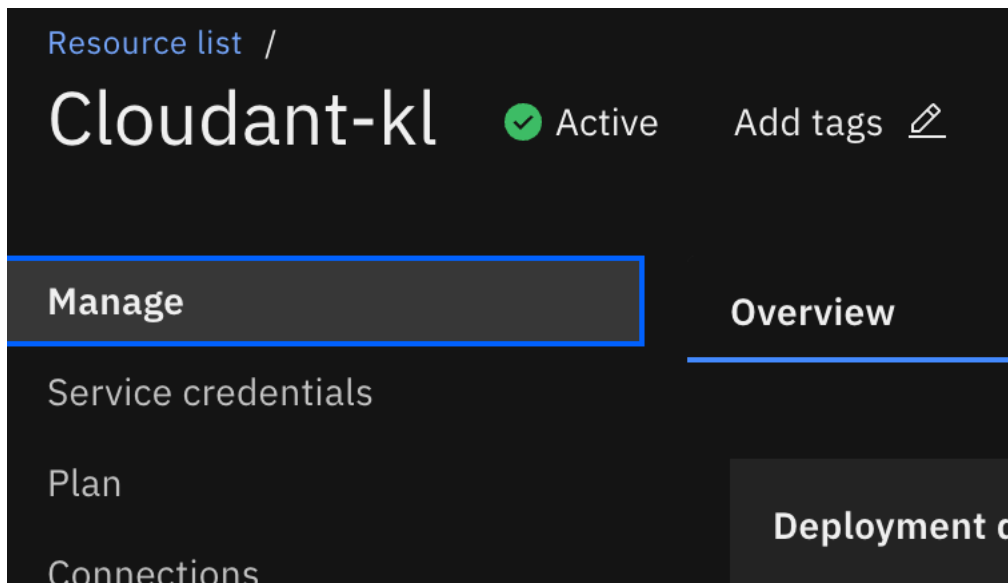 Resource list /
Cloudant-kl Active Add tags
Manage
Overview
Service credentials
Plan
Deployment
Connections